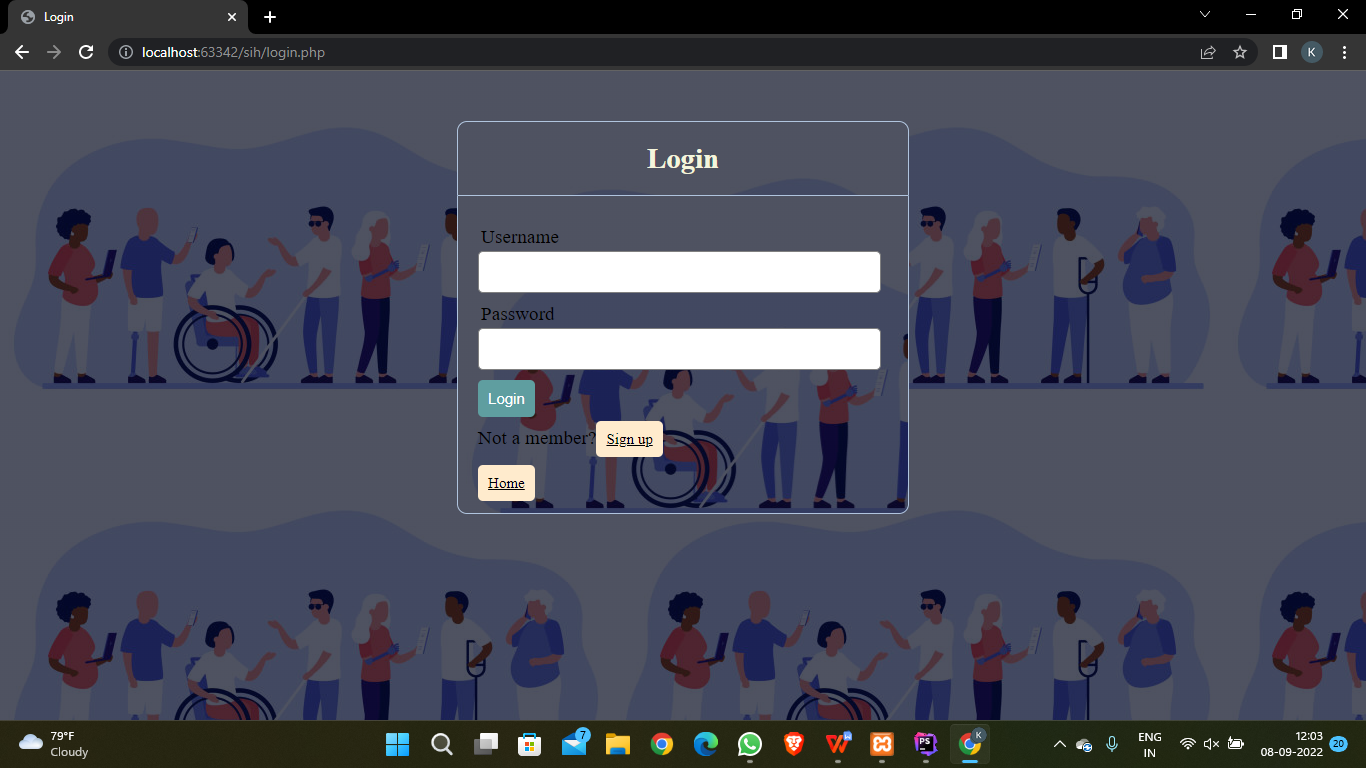 Login
localhost:63342/sih/login.php
K
Login
Username
Password
Login
Not a member? Sign up
Home
79°F
Cloudy
7
W
PS
K
ENG
IN
12:03
08-09-2022
20